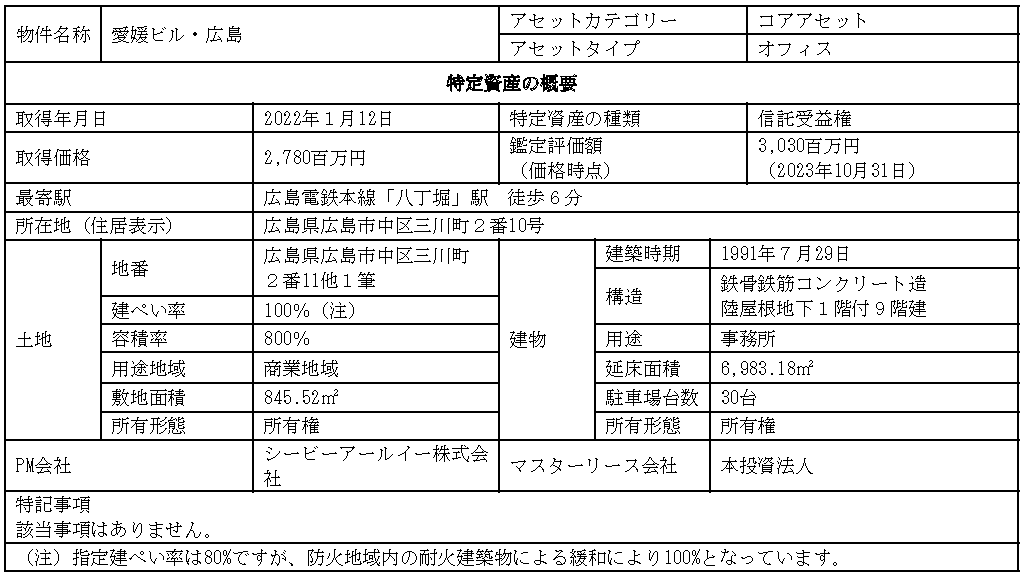 物件名称 愛媛ビル・広島 アセットカテゴリー コアアセット
アセットタイプ オフィス
特定資産の概要
取得年月日 2022年１月12日 特定資産の種類 信託受益権
取得価格 2,780百万円 鑑定評価額
（価格時点） 3,030百万円
（2023年10月31日）
最寄駅 広島電鉄本線「八丁堀」駅　徒歩６分
所在地（住居表示） 広島県広島市中区三川町２番10号
土地 地番 広島県広島市中区三川町
２番11他１筆
建ぺい率 100％（注）
容積率 800％
用途地域 商業地域
敷地面積 845.52㎡
所有形態 所有権
建物 建築時期 1991年７月29日
構造 鉄骨鉄筋コンクリート造
陸屋根地下１階付９階建
用途 事務所
延床面積 6,983.18㎡
駐車場台数 30台
所有形態 所有権
PM会社 シービーアールイー株式会
社 マスターリース会社 本投資法人
特記事項
該当事項はありません。
（注）指定建ぺい率は80％ですが、防火地域内の耐火建築物による緩和により100％となっています。